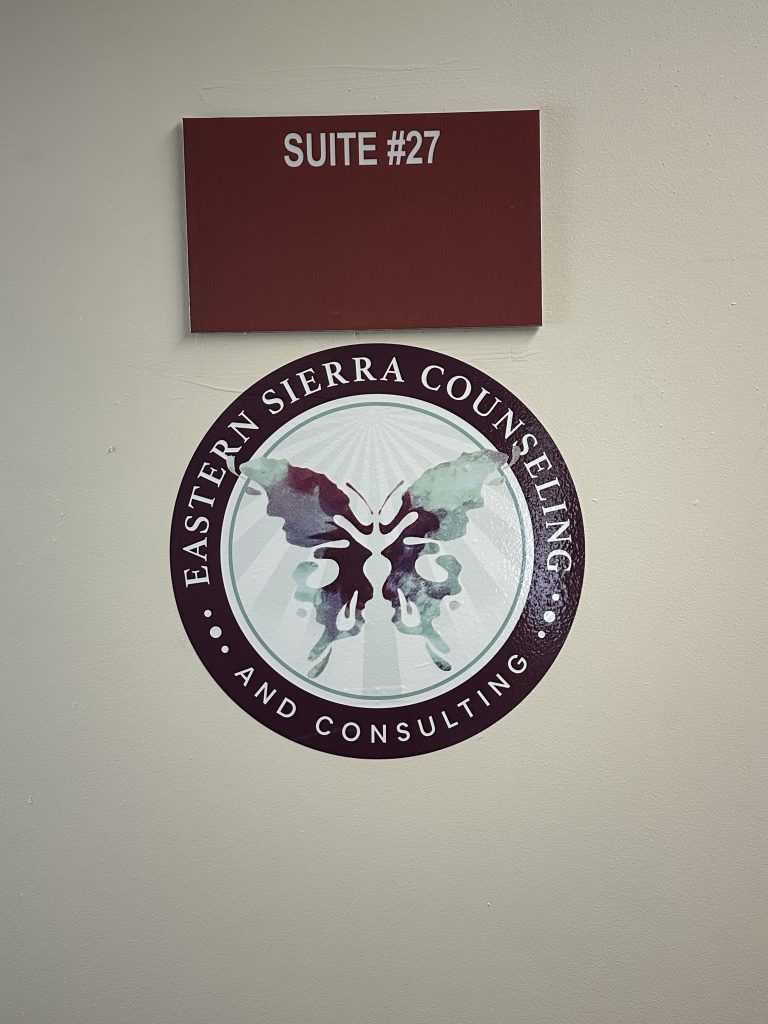 SUITE #27
EASTERN SIERRA COUNSELING
AND CONSULTING